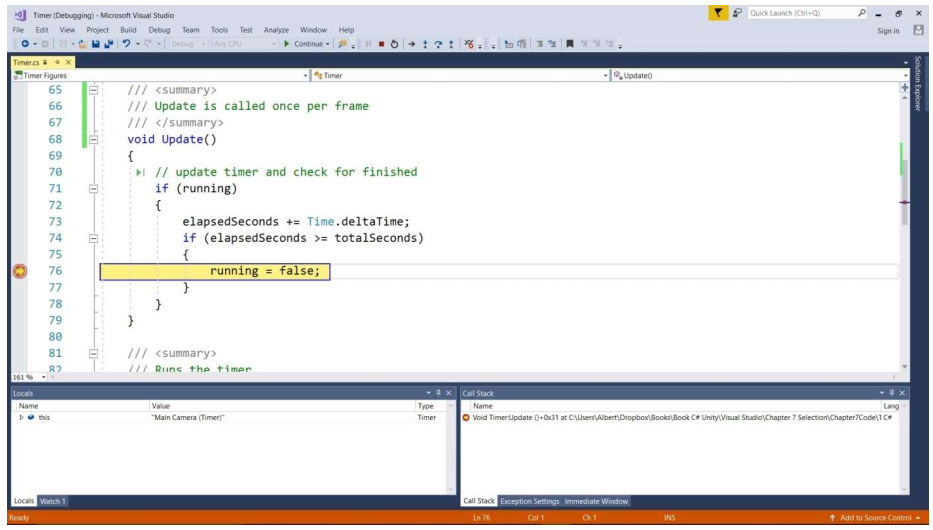 Timer (Debugging) - Microsoft Visual Studio
Quick Launch (Ctrl+Q)
File Edit View Project Build Debug Team Tools Test Analyze Window Help
Sign in
Debug Any CPU Continue
Timer.cs
Solution Explorer
Timer Figures Timer Update()
65 /// <summary>
66 /// Update is called once per frame
67 /// </summary>
68 void Update()
69 {
70 // update timer and check for finished
71 if (running)
72 {
73 elapsedSeconds += Time.deltaTime;
74 if (elapsedSeconds >= totalSeconds)
75 {
76 running = false;
77 }
78 }
79 }
80
81 /// <summary>
82 /// Runs the timer
161 %
Locals
Name Value Type
this "Main Camera (Timer)" Timer
Locals Watch 1
Call Stack
Name Lang
Void Timer:Update ()+0x31 at C:\Users\Albert\Dropbox\Books\Book C# Unity\Visual Studio\Chapter 7 Selection\Chapter7Code\1 C#
Call Stack Exception Settings Immediate Window
Ready Ln 76 Col 1 Ch 1 INS Add to Source Control